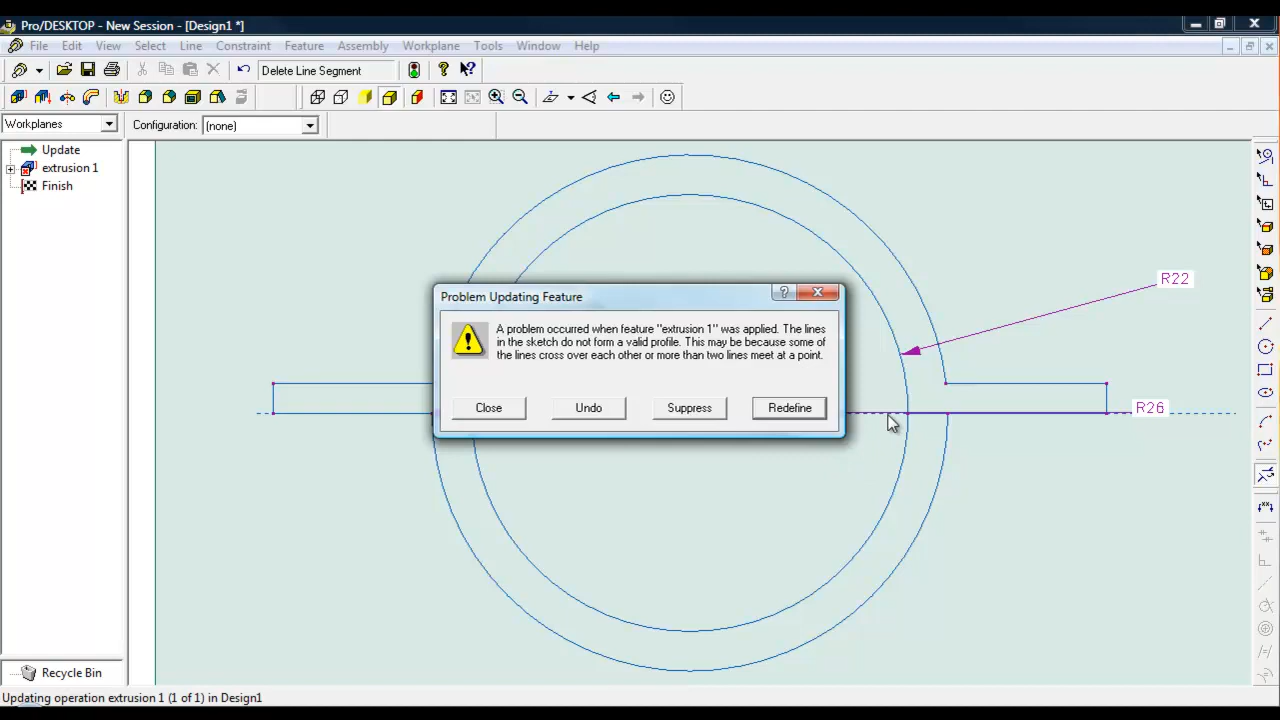 Pro/DESKTOP - New Session - [Design1 *]
File Edit View Select Line Constraint Feature Assembly Workplane Tools Window Help
Delete Line Segment
Workplanes Configuration: (none)
Update
extrusion 1
Finish
R22
Problem Updating Feature
A problem occurred when feature "extrusion 1" was applied. The lines
in the sketch do not form a valid profile. This may be because some of
the lines cross over each other or more than two lines meet at a point.
Close Undo Suppress Redefine
R26
Recycle Bin
Updating operation extrusion 1 (1 of 1) in Design1